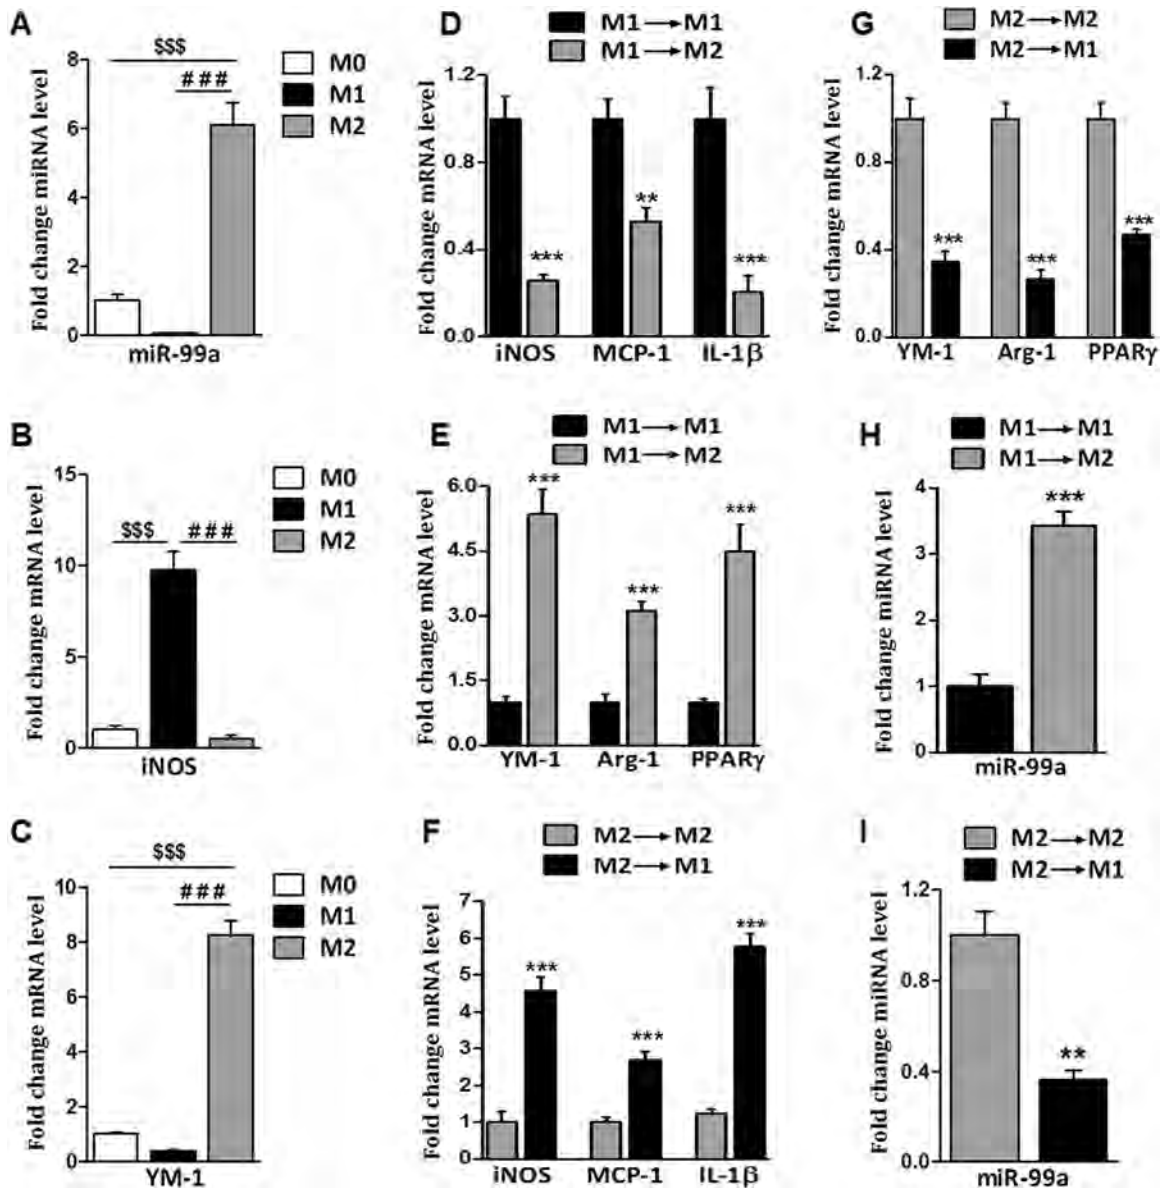 A
$$$
###
M0
M1
M2
Fold change miRNA level
8
6
4
2
0
miR-99a
B
$$$
###
M0
M1
M2
Fold change mRNA level
15
10
5
0
iNOS
C
$$$
###
M0
M1
M2
Fold change mRNA level
10
8
6
4
2
0
YM-1
D
M1→M1
M1→M2
Fold change mRNA level
1.2
0.8
0.4
0.0
***
**
***
iNOS MCP-1 IL-1β
E
M1→M1
M1→M2
Fold change mRNA level
6.0
4.5
3.0
1.5
0.0
***
***
***
YM-1 Arg-1 PPARγ
F
M2→M2
M2→M1
Fold change mRNA level
7
6
5
4
3
2
1
0
***
***
***
iNOS MCP-1 IL-1β
G
M2→M2
M2→M1
Fold change mRNA level
1.2
0.8
0.4
0.0
***
***
***
YM-1 Arg-1 PPARγ
H
M1→M1
M1→M2
Fold change miRNA level
4
3
2
1
0
***
miR-99a
I
M2→M2
M2→M1
Fold change miRNA level
1.2
0.8
0.4
0.0
**
miR-99a